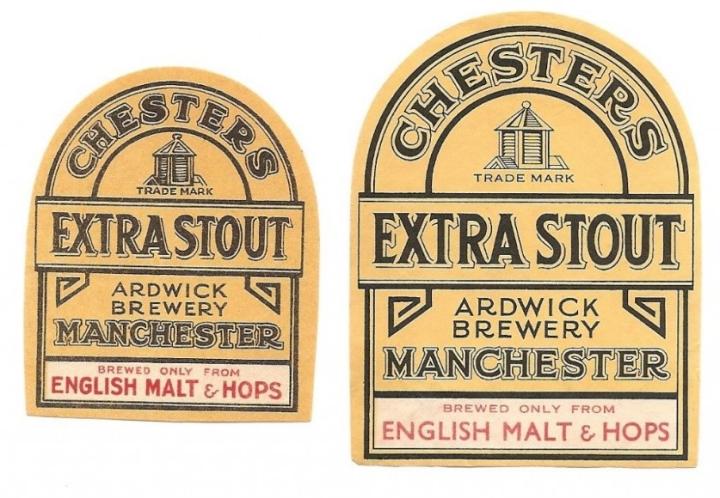 CHESTERS
TRADE MARK
EXTRA STOUT
ARDWICK
BREWERY
MANCHESTER
BREWED ONLY FROM
ENGLISH MALT & HOPS
CHESTERS
TRADE MARK
EXTRA STOUT
ARDWICK
BREWERY
MANCHESTER
BREWED ONLY FROM
ENGLISH MALT & HOPS